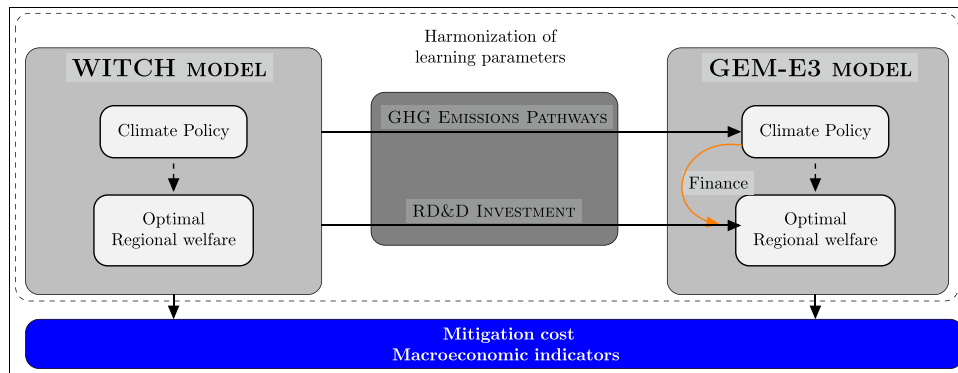 Harmonization of
learning parameters
WITCH MODEL
Climate Policy
Optimal
Regional welfare
GHG Emissions Pathways
RD&D Investment
GEM-E3 MODEL
Climate Policy
Finance
Optimal
Regional welfare
Mitigation cost
Macroeconomic indicators